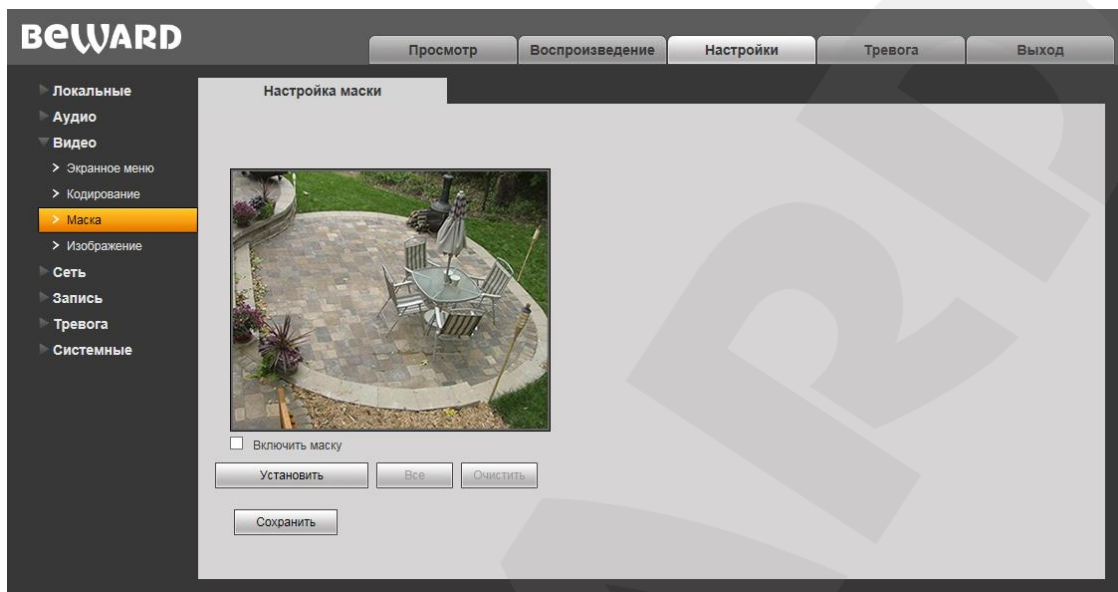 BEWARD
Просмотр
Воспроизведение
Настройки
Тревога
Выход
Локальные
Аудио
Видео
> Экранное меню
> Кодирование
> Маска
> Изображение
Сеть
Запись
Тревога
Системные
Настройка маски
Включить маску
Установить
Все
Очистить
Сохранить